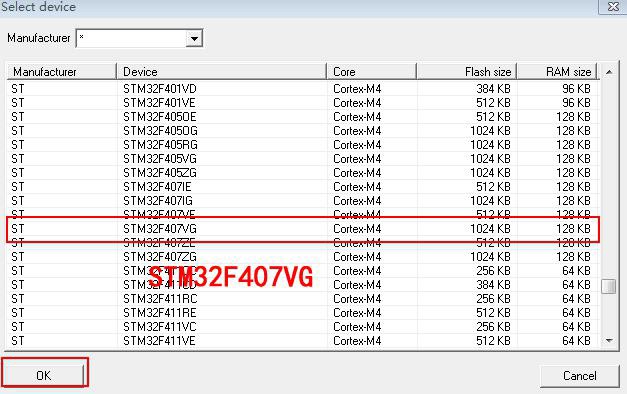 Select device
Manufacturer *
Manufacturer Device Core Flash size RAM size
ST STM32F401VD Cortex-M4 384 KB 96 KB
ST STM32F401VE Cortex-M4 512 KB 96 KB
ST STM32F405OE Cortex-M4 512 KB 128 KB
ST STM32F405OG Cortex-M4 1024 KB 128 KB
ST STM32F405RG Cortex-M4 1024 KB 128 KB
ST STM32F405VG Cortex-M4 1024 KB 128 KB
ST STM32F405ZG Cortex-M4 1024 KB 128 KB
ST STM32F407IE Cortex-M4 512 KB 128 KB
ST STM32F407IG Cortex-M4 1024 KB 128 KB
ST STM32F407VE Cortex-M4 512 KB 128 KB
ST STM32F407VG Cortex-M4 1024 KB 128 KB
ST STM32F407ZE Cortex-M4 512 KB 128 KB
ST STM32F407ZG Cortex-M4 1024 KB 128 KB
STM32F407VG
ST Cortex-M4 256 KB 64 KB
ST Cortex-M4 384 KB 64 KB
ST STM32F411RC Cortex-M4 256 KB 64 KB
ST STM32F411RE Cortex-M4 512 KB 64 KB
ST STM32F411VC Cortex-M4 256 KB 64 KB
ST STM32F411VE Cortex-M4 512 KB 64 KB
OK Cancel